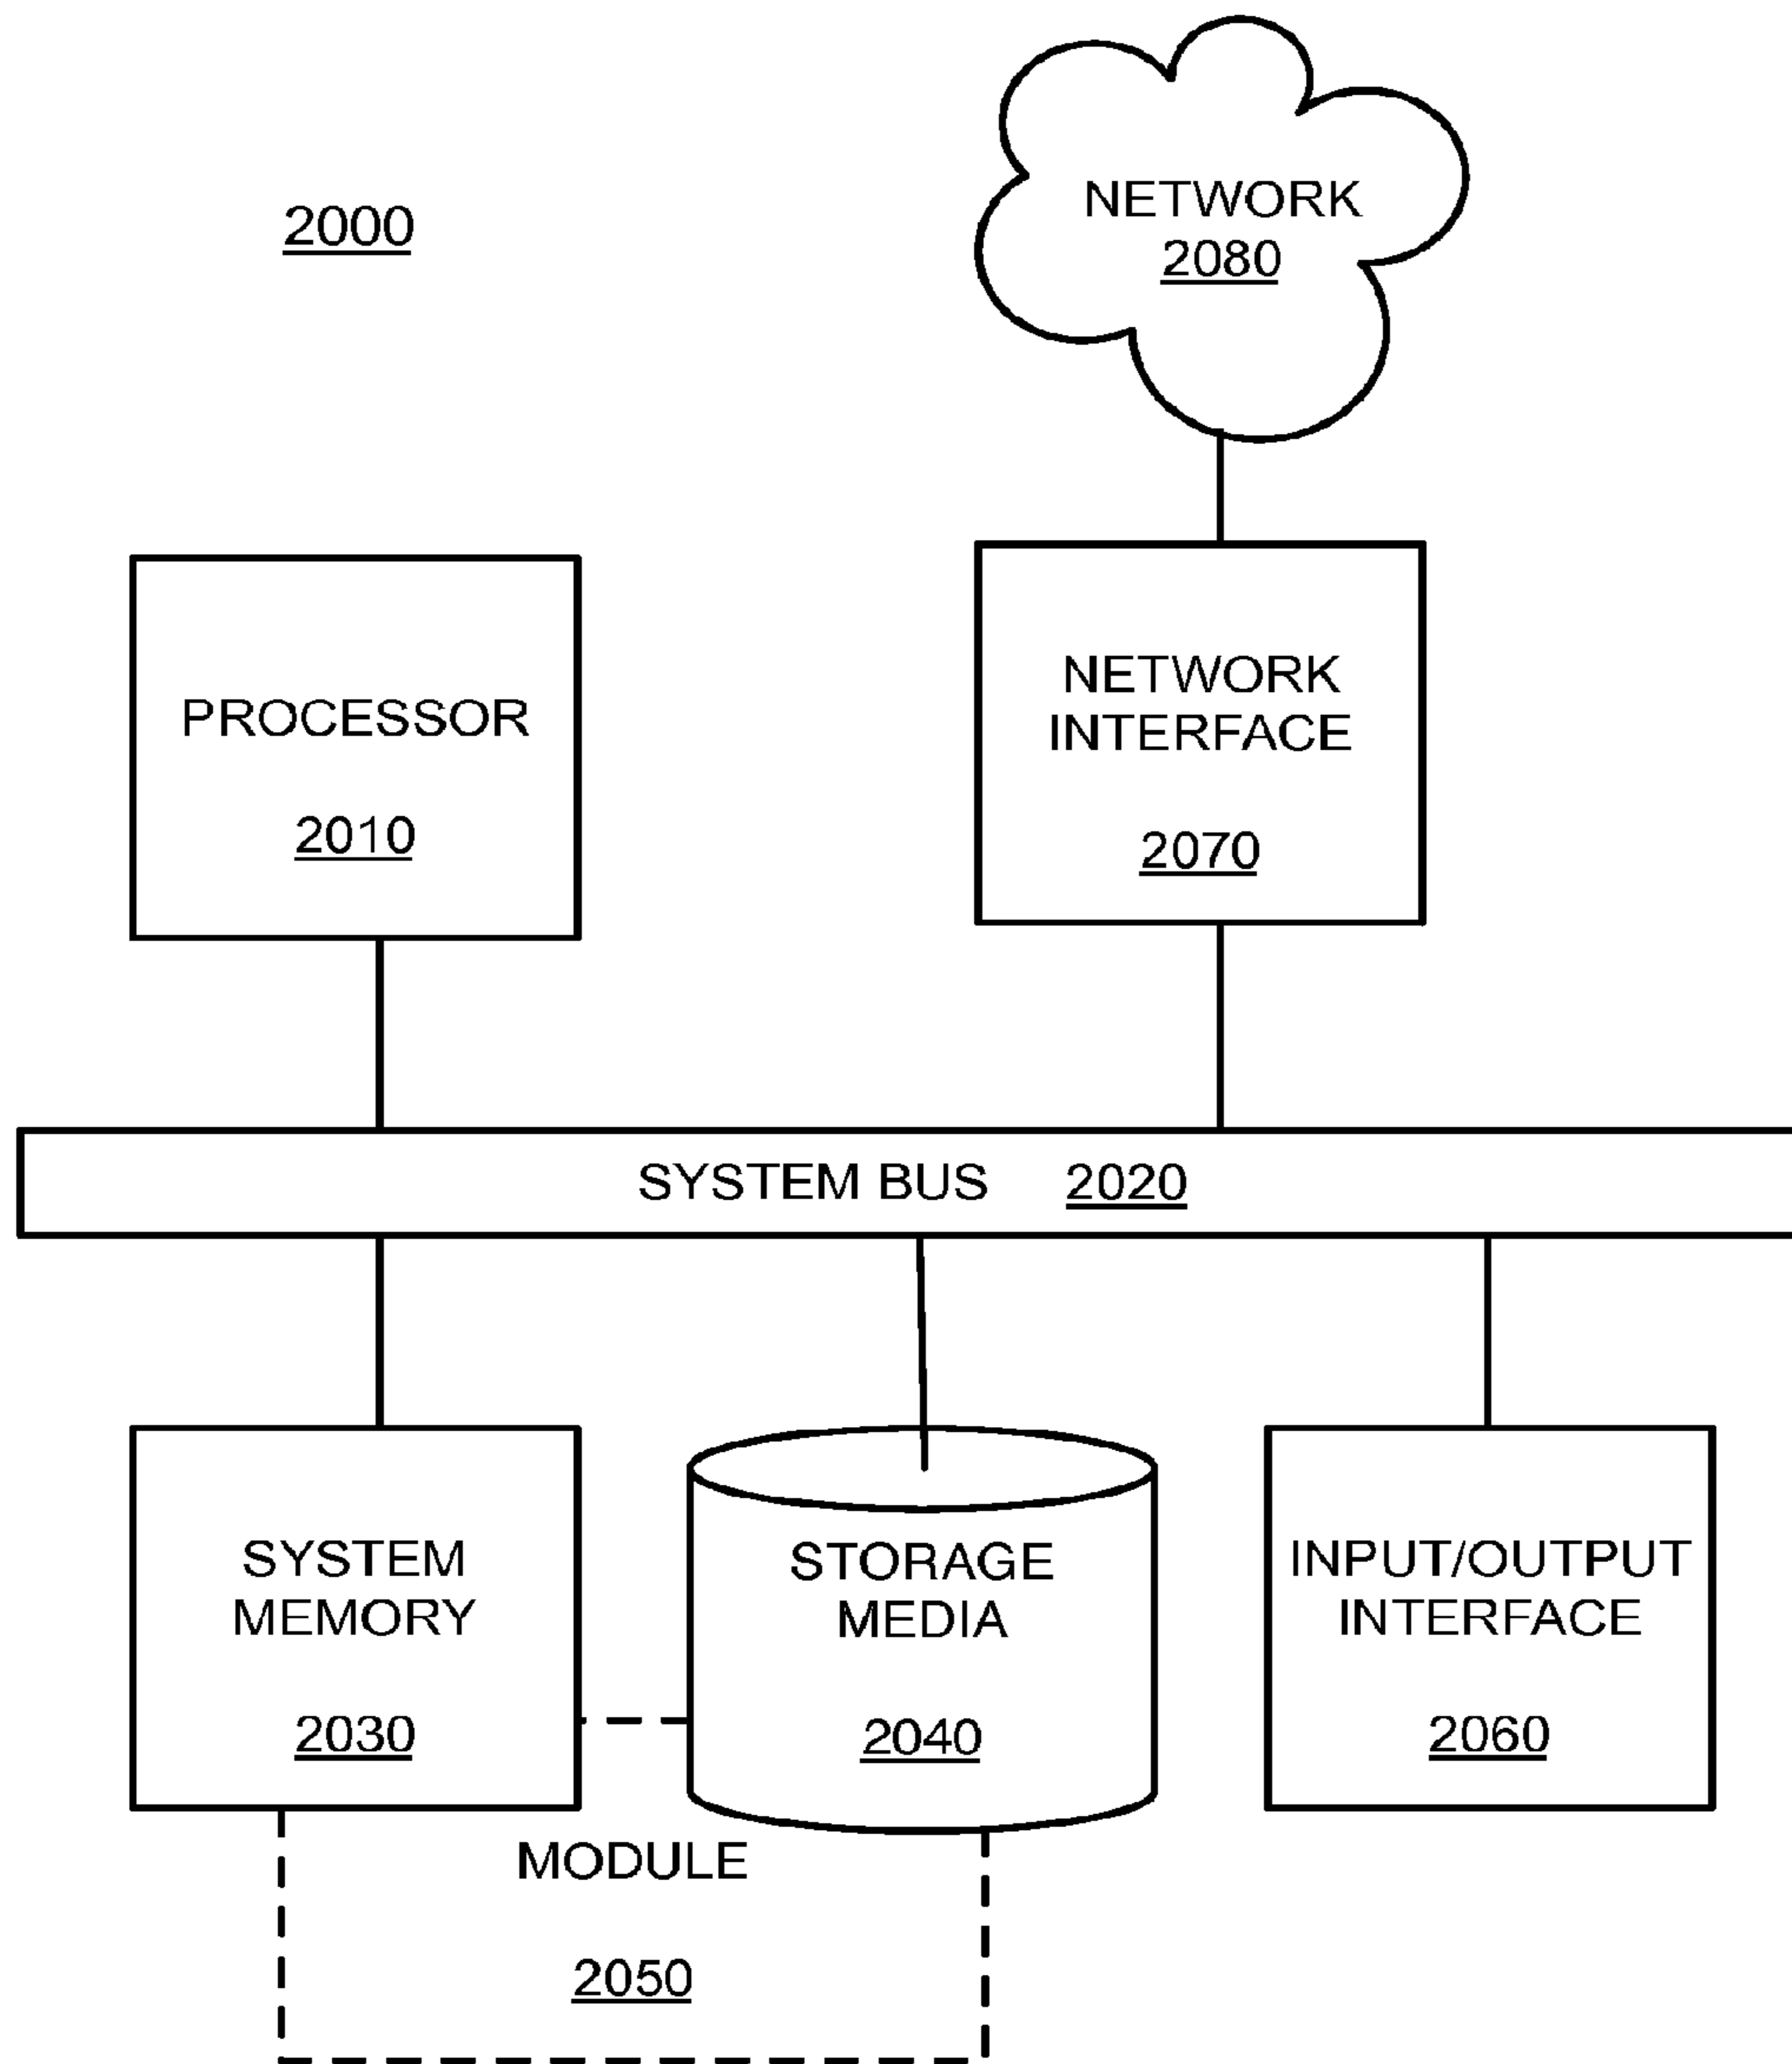 2000
NETWORK
2080
PROCESSOR
2010
NETWORK
INTERFACE
2070
SYSTEM BUS 2020
SYSTEM
MEMORY
2030
STORAGE
MEDIA
2040
INPUT/OUTPUT
INTERFACE
2060
MODULE
2050